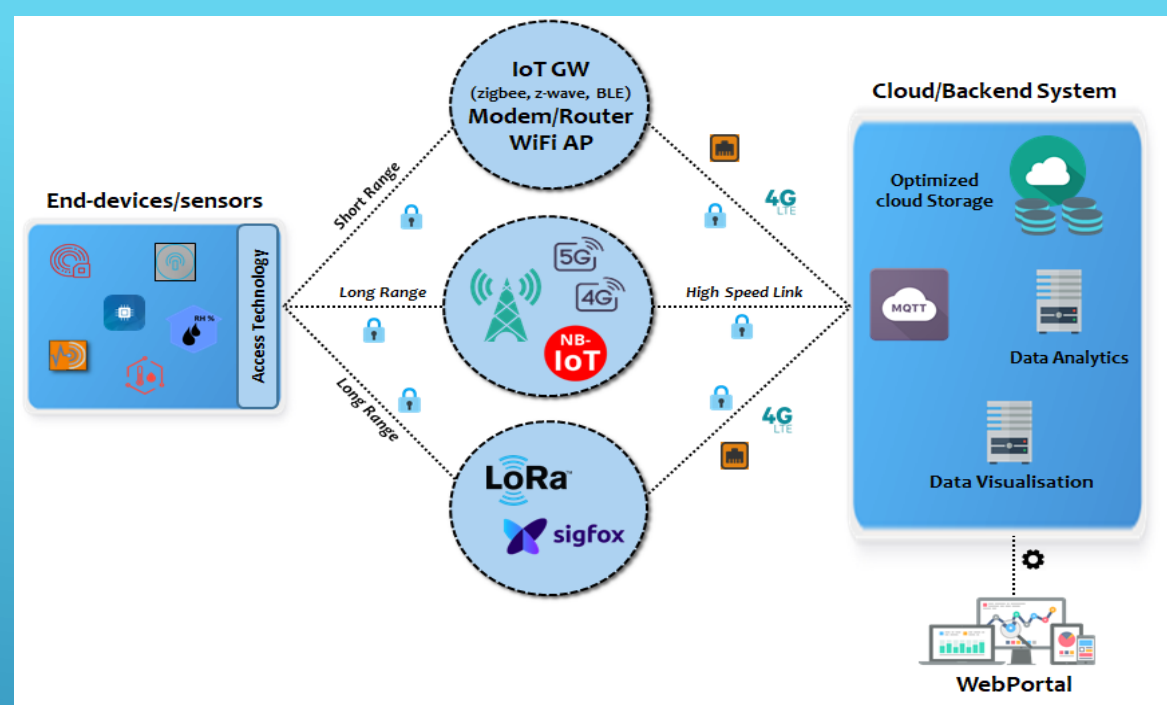 IoT GW
(zigbee, z-wave, BLE)
Modem/Router
WiFi AP
Cloud/Backend System
End-devices/sensors
Access Technology
RH %
Short Range
Long Range
Long Range
5G
4G
NB-
IoT
LoRa™
sigfox
4G
LTE
High Speed Link
4G
LTE
Optimized
cloud Storage
MQTT
Data Analytics
Data Visualisation
WebPortal